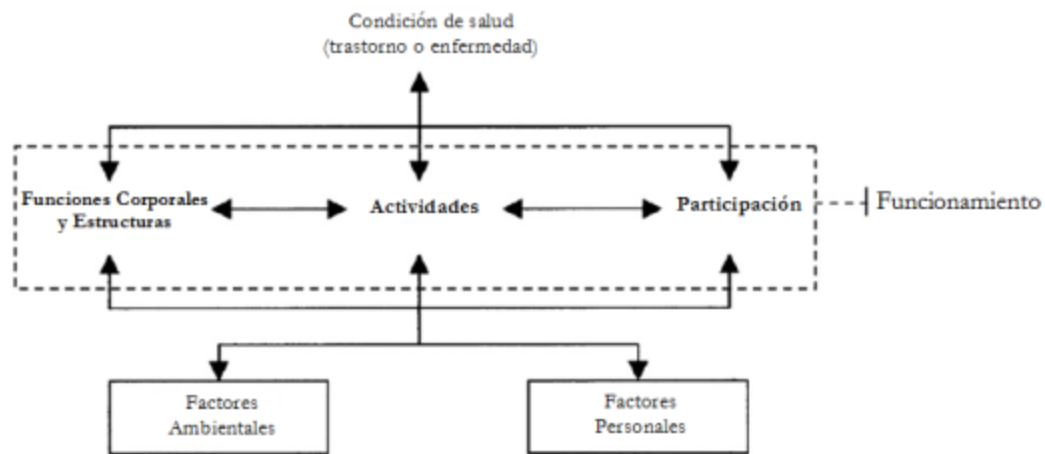 Condición de salud
(trastorno o enfermedad)
Funciones Corporales
y Estructuras
Actividades
Participación
Funcionamiento
Factores
Ambientales
Factores
Personales